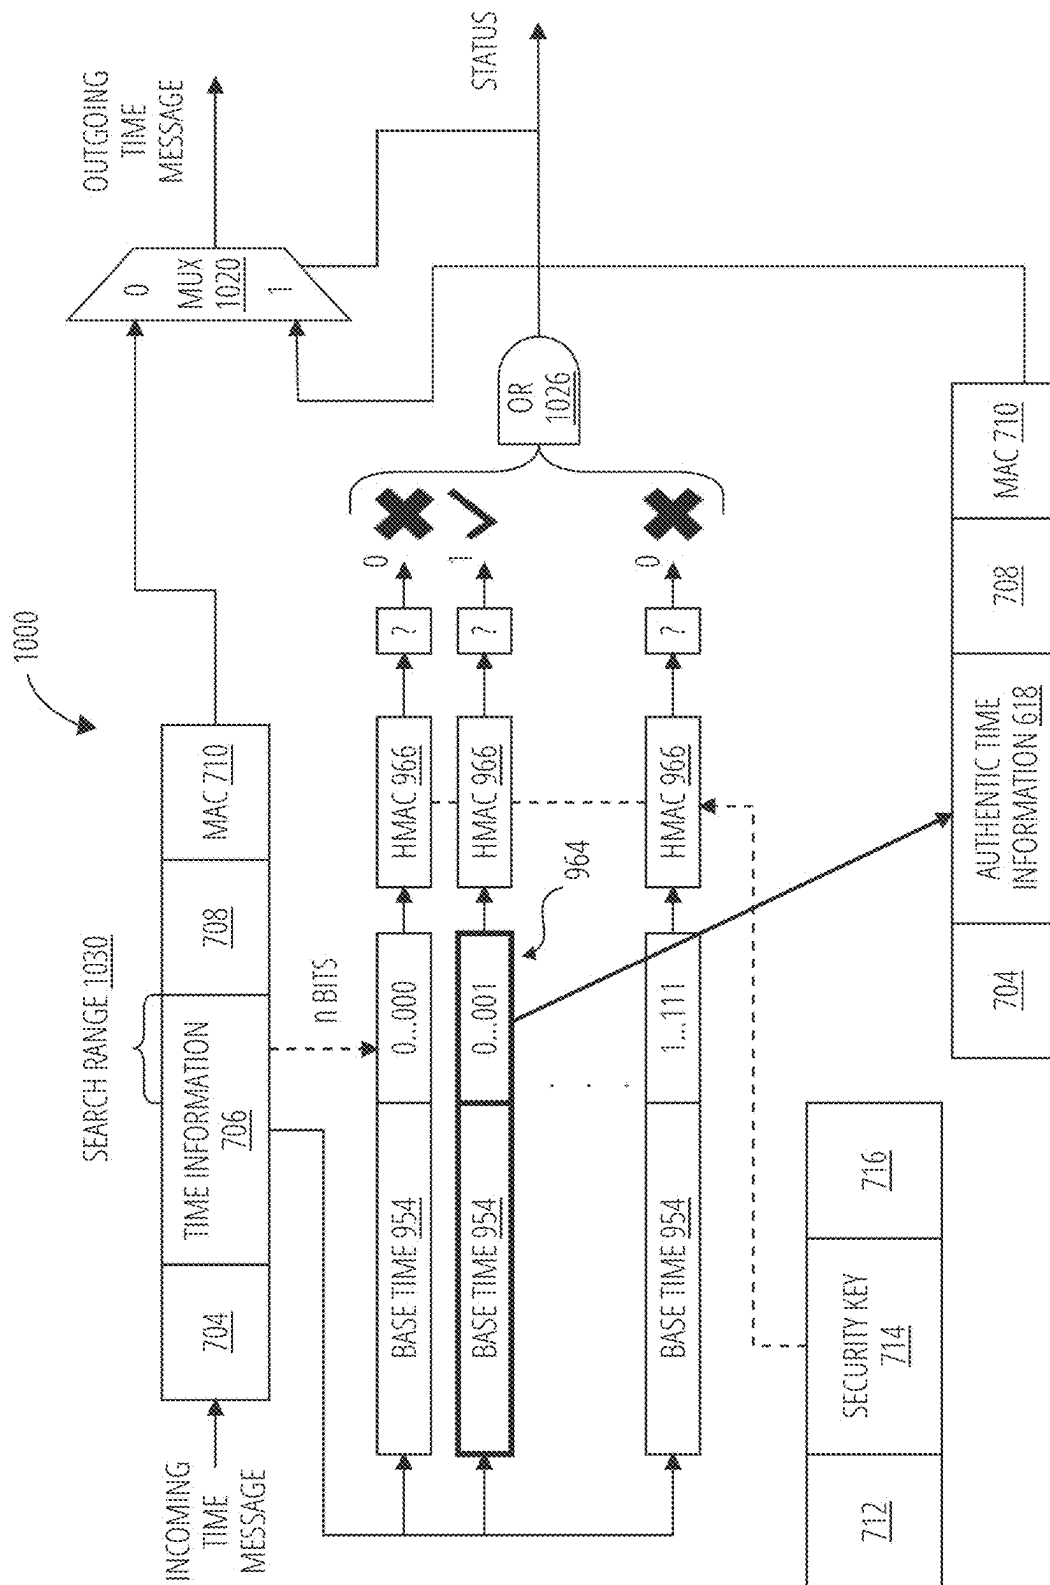 1000
SEARCH RANGE 1030
INCOMING
TIME
MESSAGE
704
TIME INFORMATION
706
708
MAC 710
OUTGOING
TIME
MESSAGE
0
MUX
1020
1
n BITS
BASE TIME 954
0...000
HMAC 966
?
0
BASE TIME 954
0...001
HMAC 966
?
1
964
. . .
BASE TIME 954
1...111
HMAC 966
?
0
OR
1026
STATUS
712
SECURITY KEY
714
716
704
AUTHENTIC TIME
INFORMATION 618
708
MAC 710